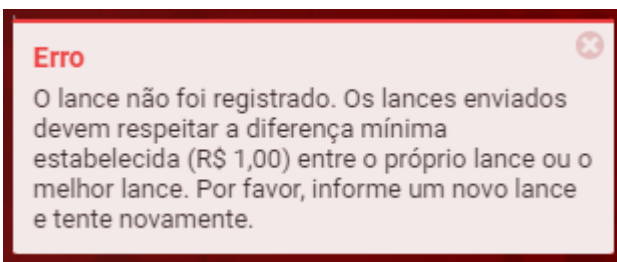 Erro
O lance não foi registrado. Os lances enviados
devem respeitar a diferença mínima
estabelecida (R$ 1,00) entre o próprio lance ou o
melhor lance. Por favor, informe um novo lance
e tente novamente.